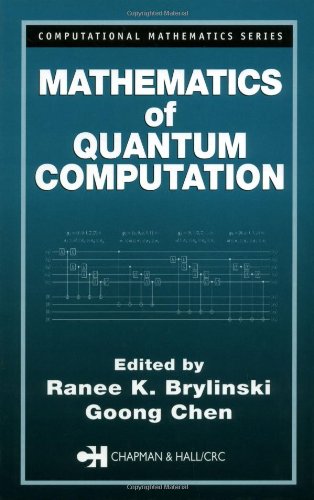 COMPUTATIONAL MATHEMATICS SERIES
MATHEMATICS
of
QUANTUM
COMPUTATION
Edited by
Ranee K. Brylinski
Goong Chen
CHAPMAN & HALL/CRC